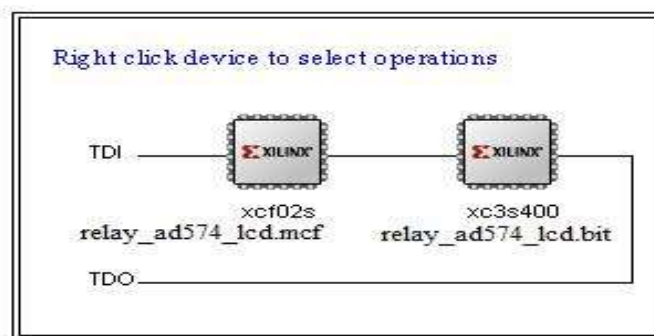 Right click device to select operations
TDI
XILINX
XILINX
xcf02s
xc3s400
relay_ad574_lcd.mcf
relay_ad574_lcd.bit
TDO